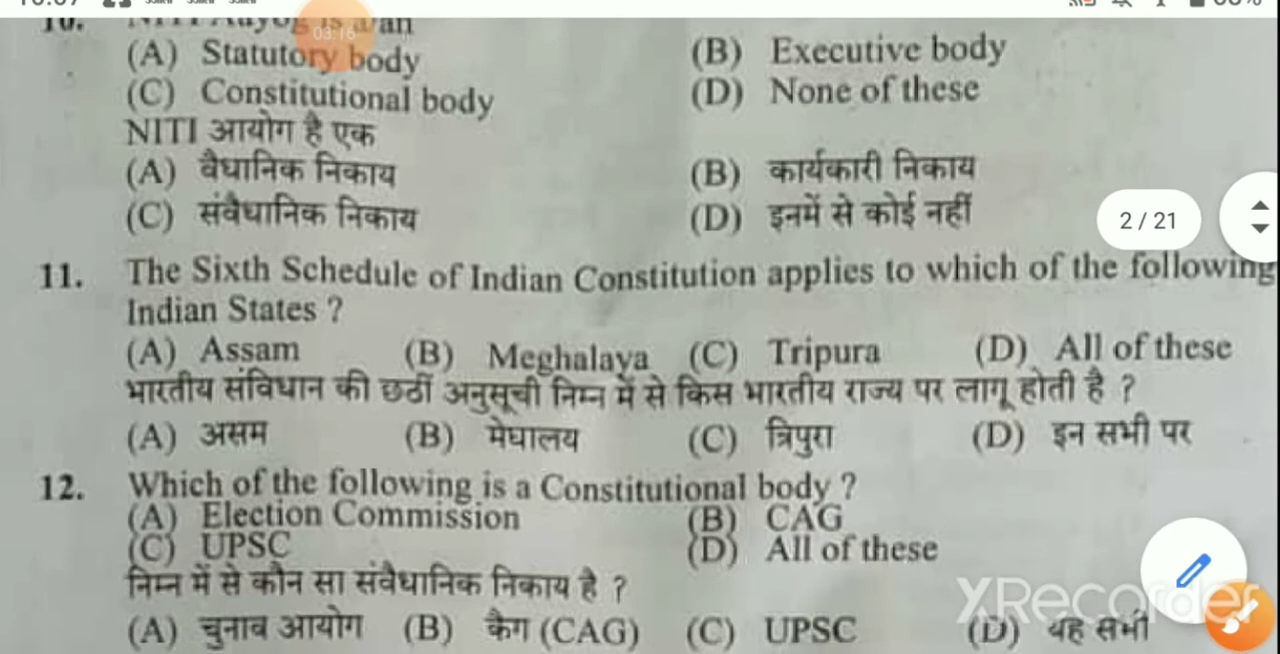 10.
(A) Statutory body (B) Executive body
(C) Constitutional body (D) None of these
NITI आयोग है एक
(A) वैधानिक निकाय (B) कार्यकारी निकाय
(C) संवैधानिक निकाय (D) इनमें से कोई नहीं
11. The Sixth Schedule of Indian Constitution applies to which of the following
Indian States ?
(A) Assam (B) Meghalaya (C) Tripura (D) All of these
भारतीय संविधान की छठीं अनुसूची निम्न में से किस भारतीय राज्य पर लागू होती है ?
(A) असम (B) मेघालय (C) त्रिपुरा (D) इन सभी पर
12. Which of the following is a Constitutional body ?
(A) Election Commission (B) CAG
(C) UPSC (D) All of these
निम्न में से कौन सा संवैधानिक निकाय है ?
(A) चुनाव आयोग (B) कैग (CAG) (C) UPSC (D) यह सभी
03:16
2 / 21
XRecorder